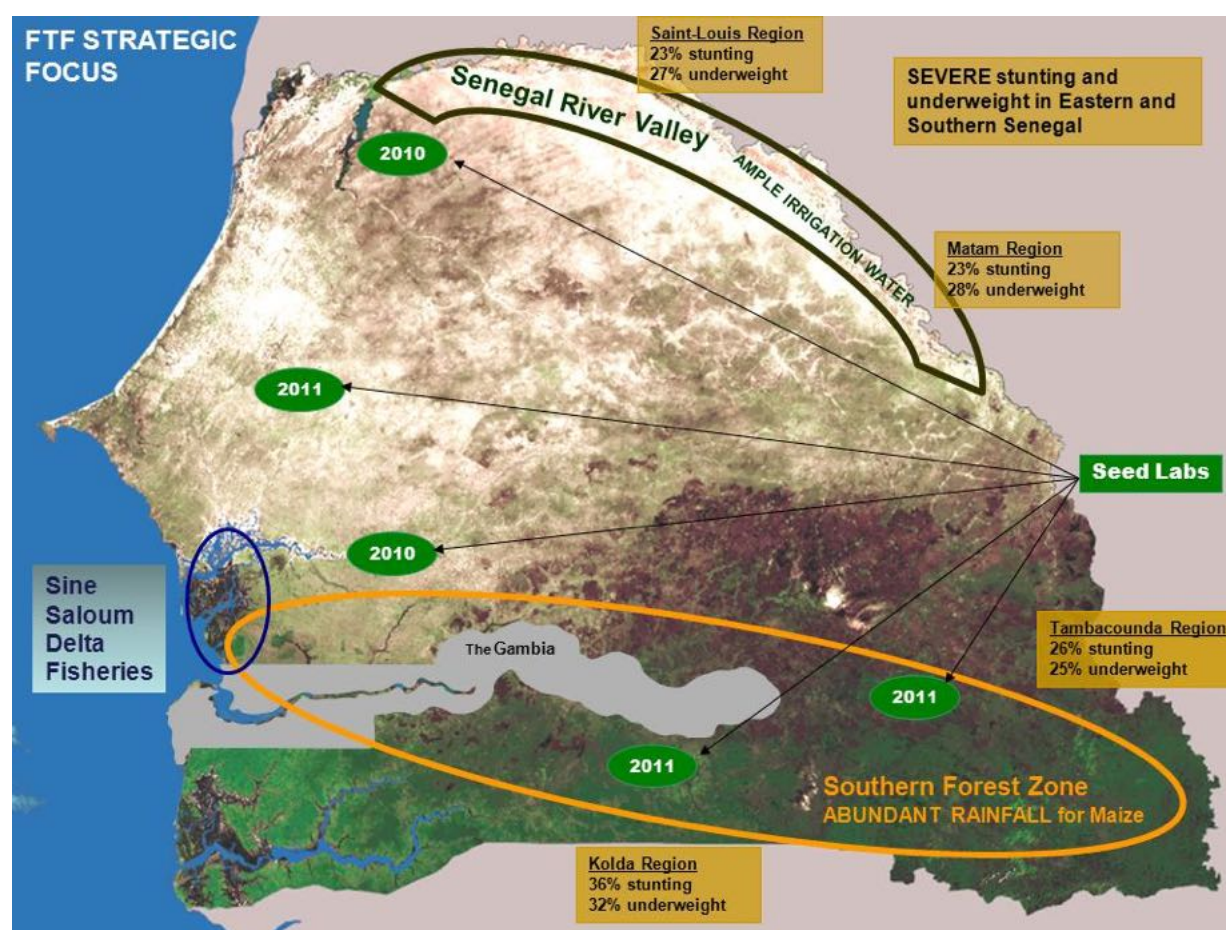 FTF STRATEGIC
FOCUS
Saint-Louis Region
23% stunting
27% underweight
SEVERE stunting and
underweight in Eastern and
Southern Senegal
Senegal River Valley
AMPLE IRRIGATION WATER
2010
Matam Region
23% stunting
28% underweight
2011
Seed Labs
2010
Sine
Saloum
Delta
Fisheries
The Gambia
Tambacounda Region
26% stunting
25% underweight
2011
2011
Southern Forest Zone
ABUNDANT RAINFALL for Maize
Kolda Region
36% stunting
32% underweight